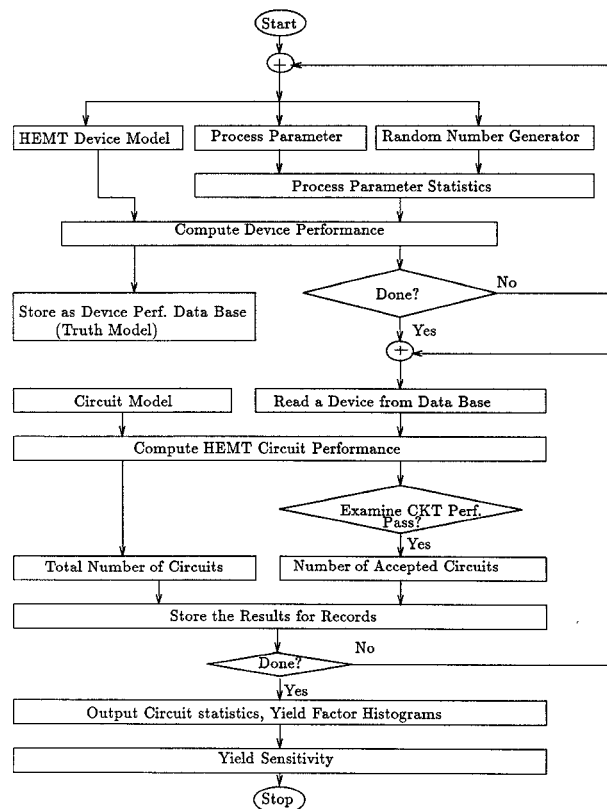 Start
+
HEMT Device Model
Process Parameter
Random Number Generator
Process Parameter Statistics
Compute Device Performance
Store as Device Perf. Data Base
(Truth Model)
Done?
No
Yes
+
Circuit Model
Read a Device from Data Base
Compute HEMT Circuit Performance
Examine CKT Perf.
Pass?
Yes
Total Number of Circuits
Number of Accepted Circuits
Store the Results for Records
Done?
No
Yes
Output Circuit statistics, Yield Factor Histograms
Yield Sensitivity
Stop